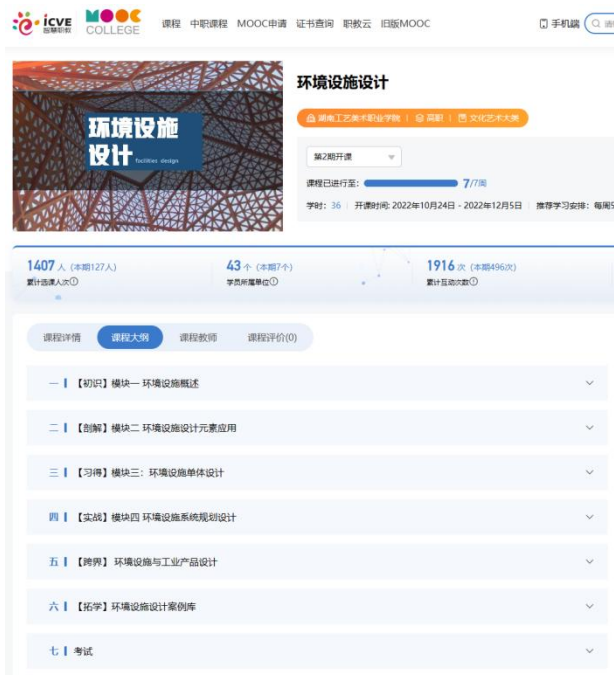 icve
智慧职教
MOOC
COLLEGE
课程 中职课程 MOOC申请 证书查询 职教云 旧版MOOC
手机端
环境设施
设计 facilities design
环境设施设计
湖南工艺美术职业学院 | 高职 | 文化艺术大类
第2期开课
课程已进行至: 7/7周
学时: 36 | 开课时间: 2022年10月24日 - 2022年12月5日 | 推荐学习安排: 每周5
1407 人 (本期127人)
累计选课人次
43 个 (本期7个)
学员所属单位
1916 次 (本期496次)
累计互动次数
课程详情 课程大纲 课程教师 课程评价(0)
一 【初识】模块一 环境设施概述
二 【剖解】模块二 环境设施设计元素应用
三 【习得】模块三: 环境设施单体设计
四 【实战】模块四 环境设施系统规划设计
五 【跨界】 环境设施与工业产品设计
六 【拓学】环境设施设计案例库
七 考试